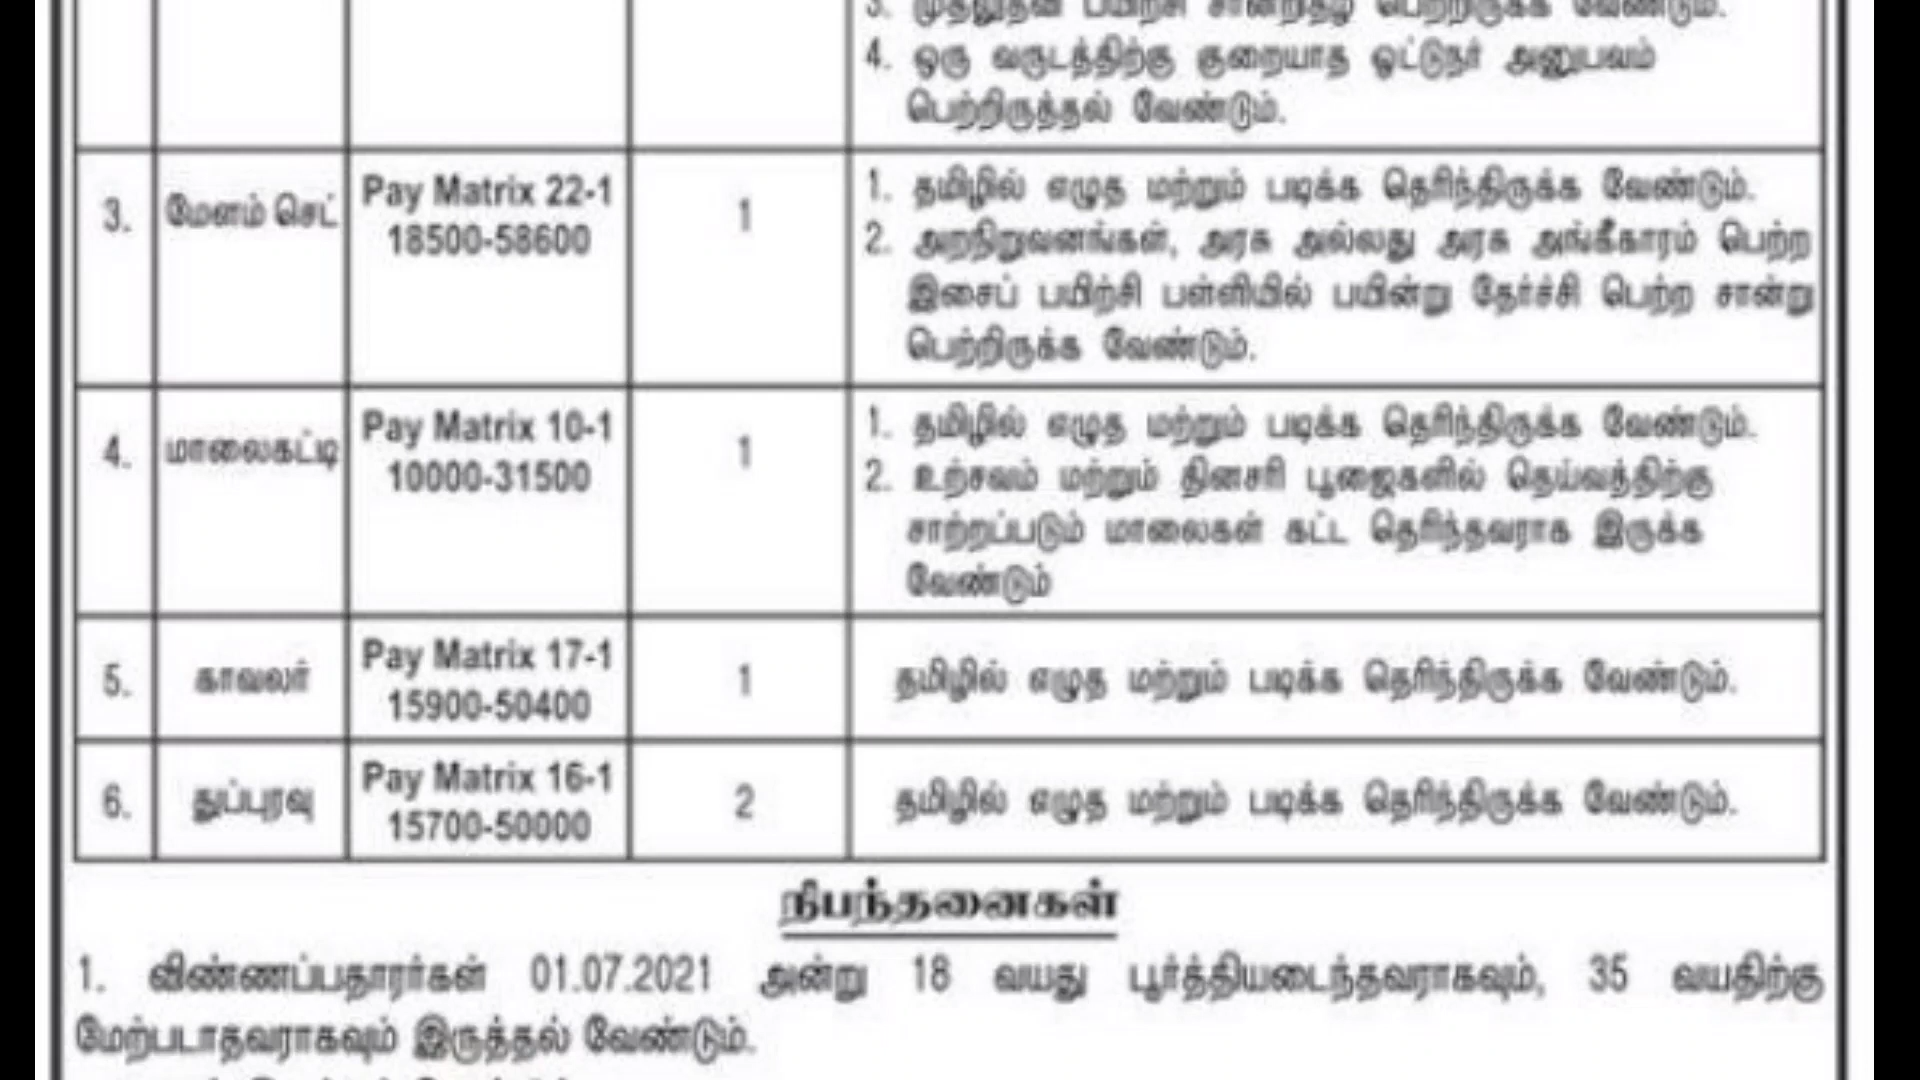 3. முதலுதவி பயிற்சி சான்றிதழ் பெற்றிருக்க வேண்டும்.
4. ஒரு வருடத்திற்கு குறையாத ஓட்டுநர் அனுபவம்
பெற்றிருத்தல் வேண்டும்.
3.
மேளம் செட்
Pay Matrix 22-1
18500-58600
1
1. தமிழில் எழுத மற்றும் படிக்க தெரிந்திருக்க வேண்டும்.
2. அறநிறுவனங்கள், அரசு அல்லது அரசு அங்கீகாரம் பெற்ற
இசைப் பயிற்சி பள்ளியில் பயின்று தேர்ச்சி பெற்ற சான்று
பெற்றிருக்க வேண்டும்.
4.
மாலைகட்டி
Pay Matrix 10-1
10000-31500
1
1. தமிழில் எழுத மற்றும் படிக்க தெரிந்திருக்க வேண்டும்.
2. உற்சவம் மற்றும் தினசரி பூஜைகளில் தெய்வத்திற்கு
சாற்றப்படும் மாலைகள் கட்ட தெரிந்தவராக இருக்க
வேண்டும்
5.
காவலர்
Pay Matrix 17-1
15900-50400
1
தமிழில் எழுத மற்றும் படிக்க தெரிந்திருக்க வேண்டும்.
6.
துப்புரவு
Pay Matrix 16-1
15700-50000
2
தமிழில் எழுத மற்றும் படிக்க தெரிந்திருக்க வேண்டும்.
நிபந்தனைகள்
1. விண்ணப்பதாரர்கள் 01.07.2021 அன்று 18 வயது பூர்த்தியடைந்தவராகவும், 35 வயதிற்கு
மேற்படாதவராகவும் இருத்தல் வேண்டும்.